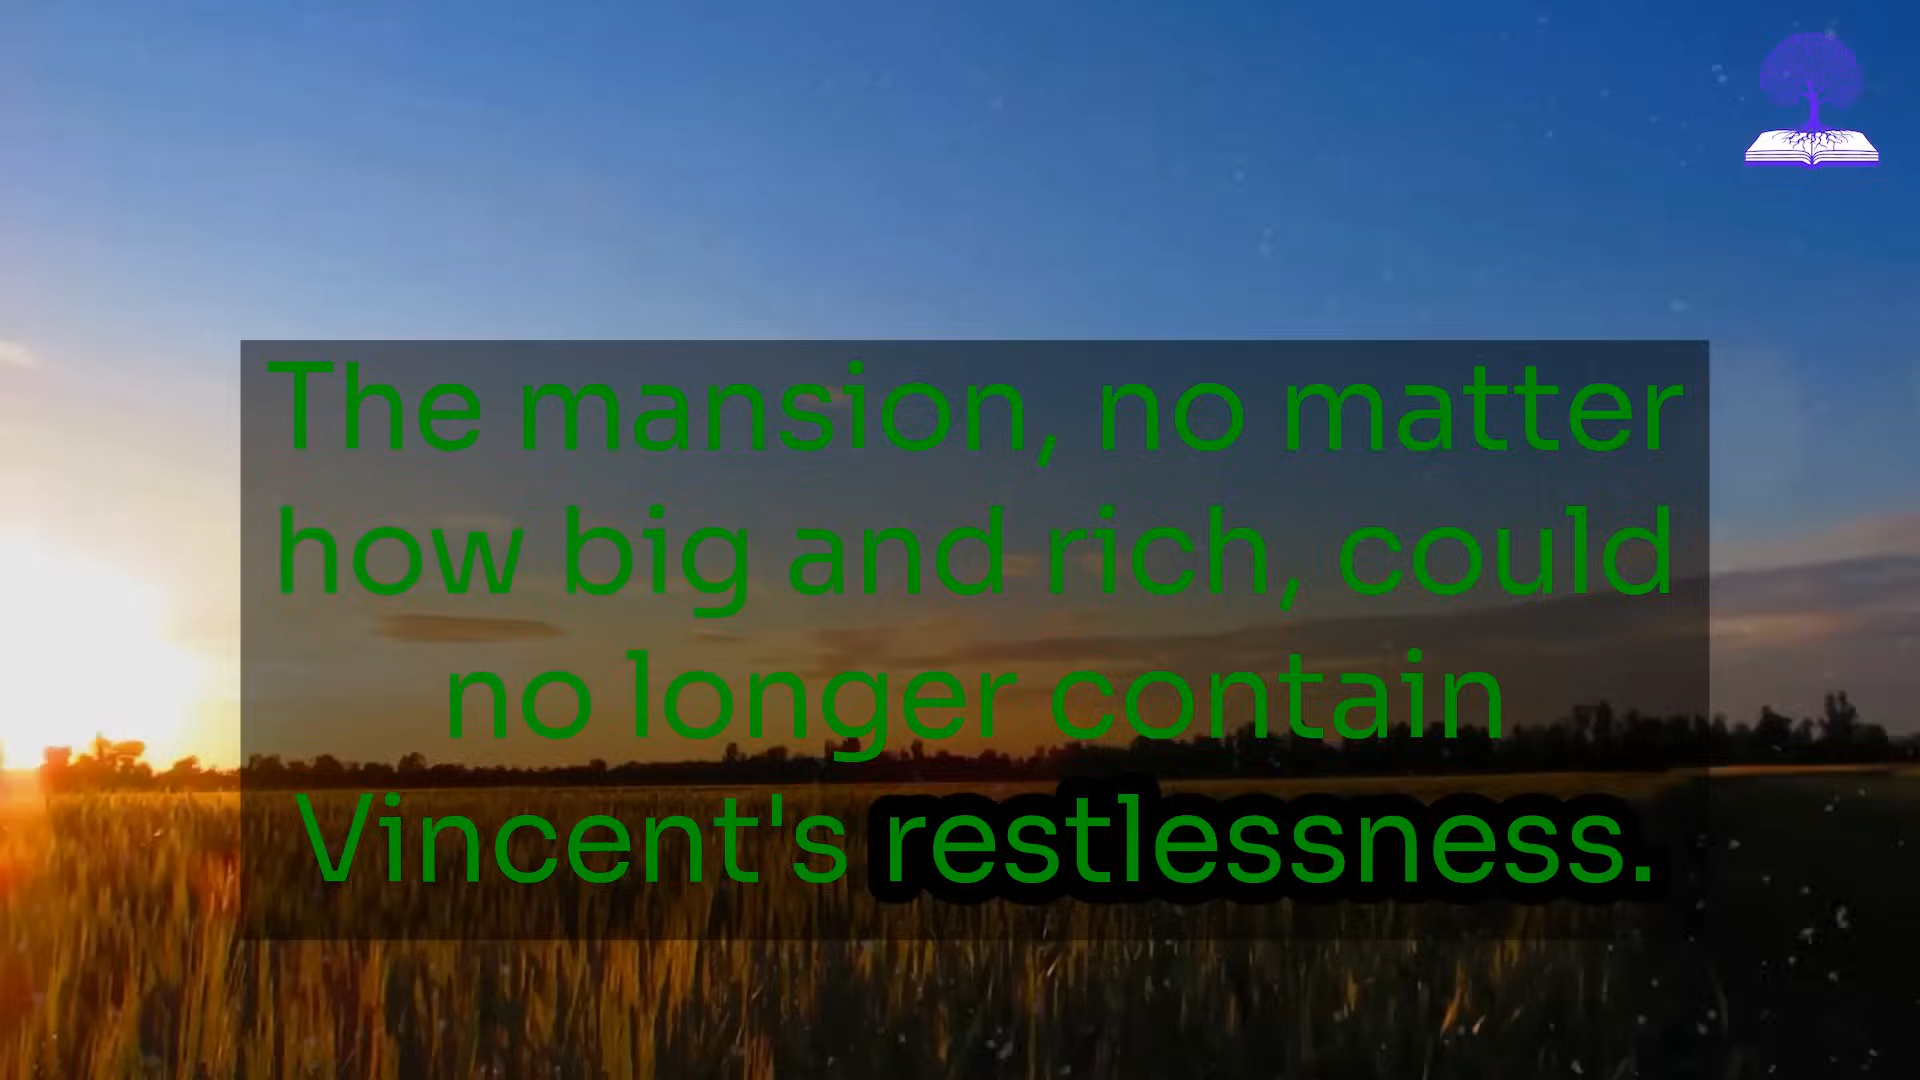 The mansion, no matter
how big and rich, could
no longer contain
Vincent's restlessness.